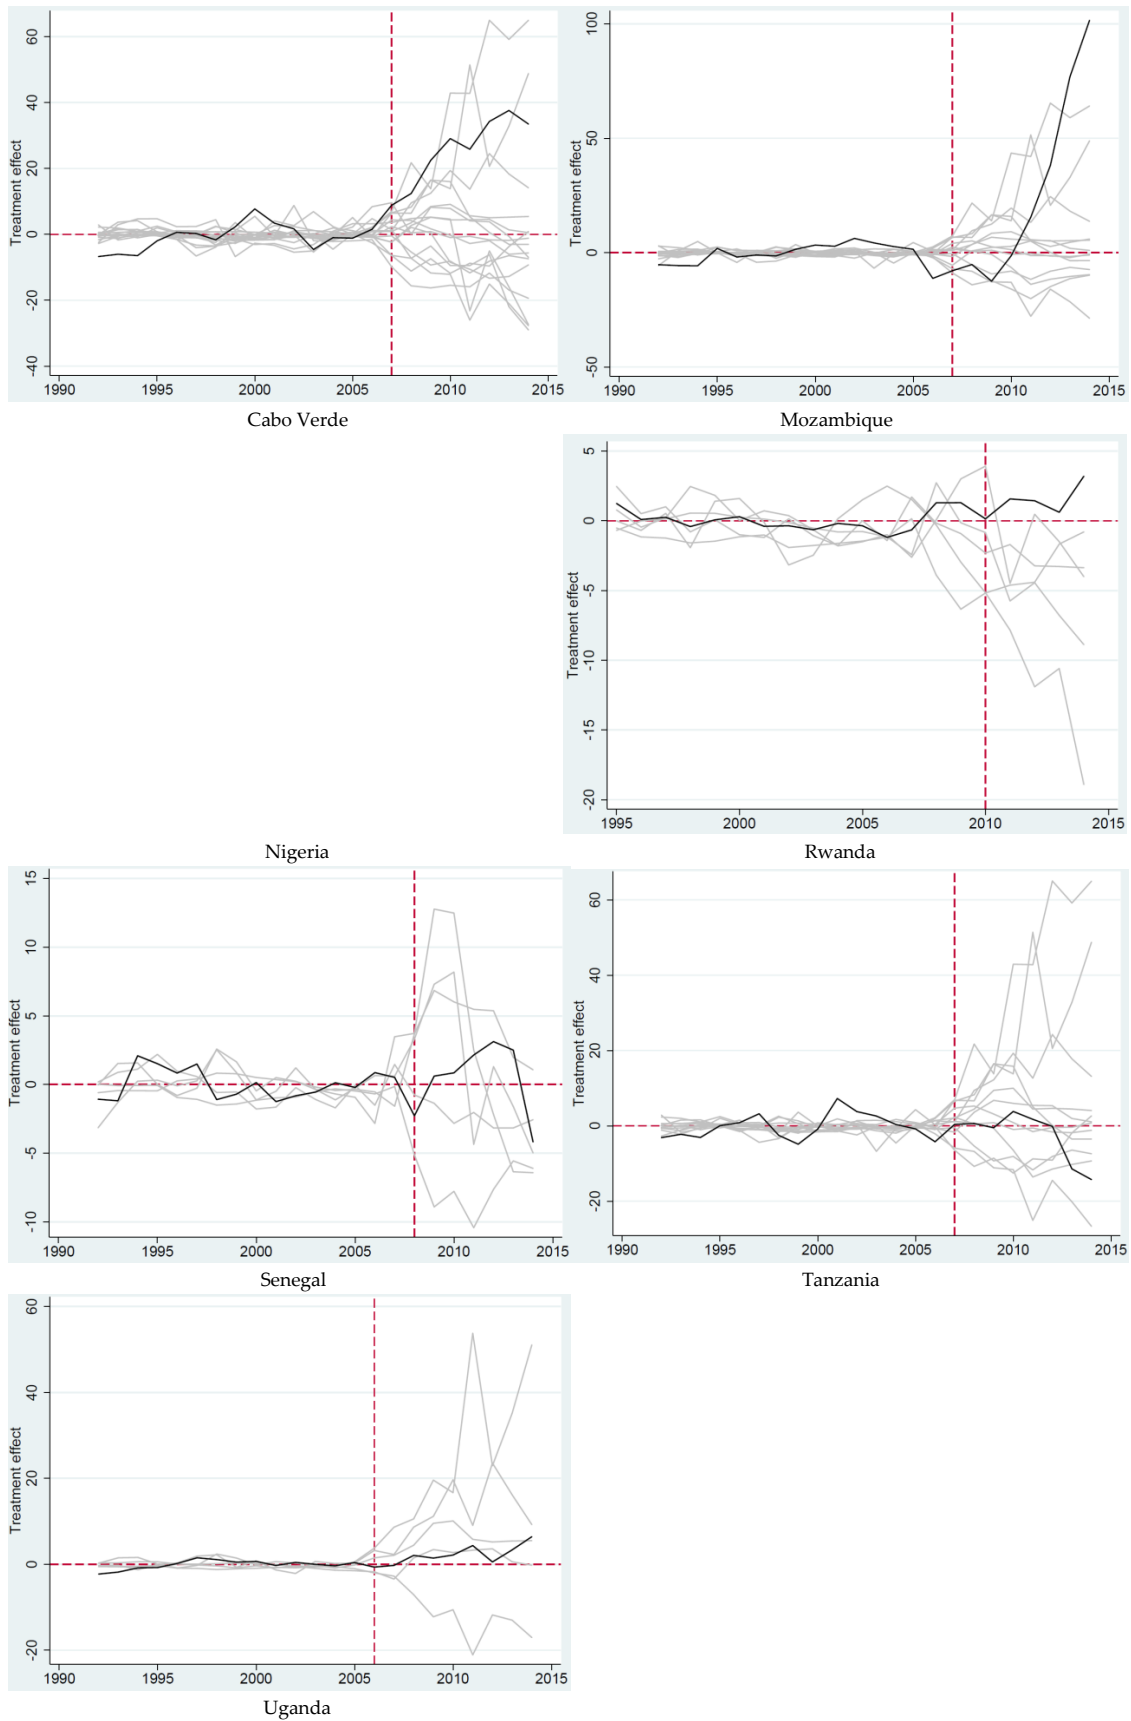 Treatment effect
60
40
20
0
-20
-40
1990 1995 2000 2005 2010 2015
Cabo Verde
Treatment effect
100
50
0
-50
1990 1995 2000 2005 2010 2015
Mozambique
Nigeria
Treatment effect
5
0
-5
-10
-15
-20
1995 2000 2005 2010 2015
Rwanda
Treatment effect
15
10
5
0
-5
-10
1990 1995 2000 2005 2010 2015
Senegal
Treatment effect
60
40
20
0
-20
1990 1995 2000 2005 2010 2015
Tanzania
Treatment effect
60
40
20
0
-20
1990 1995 2000 2005 2010 2015
Uganda